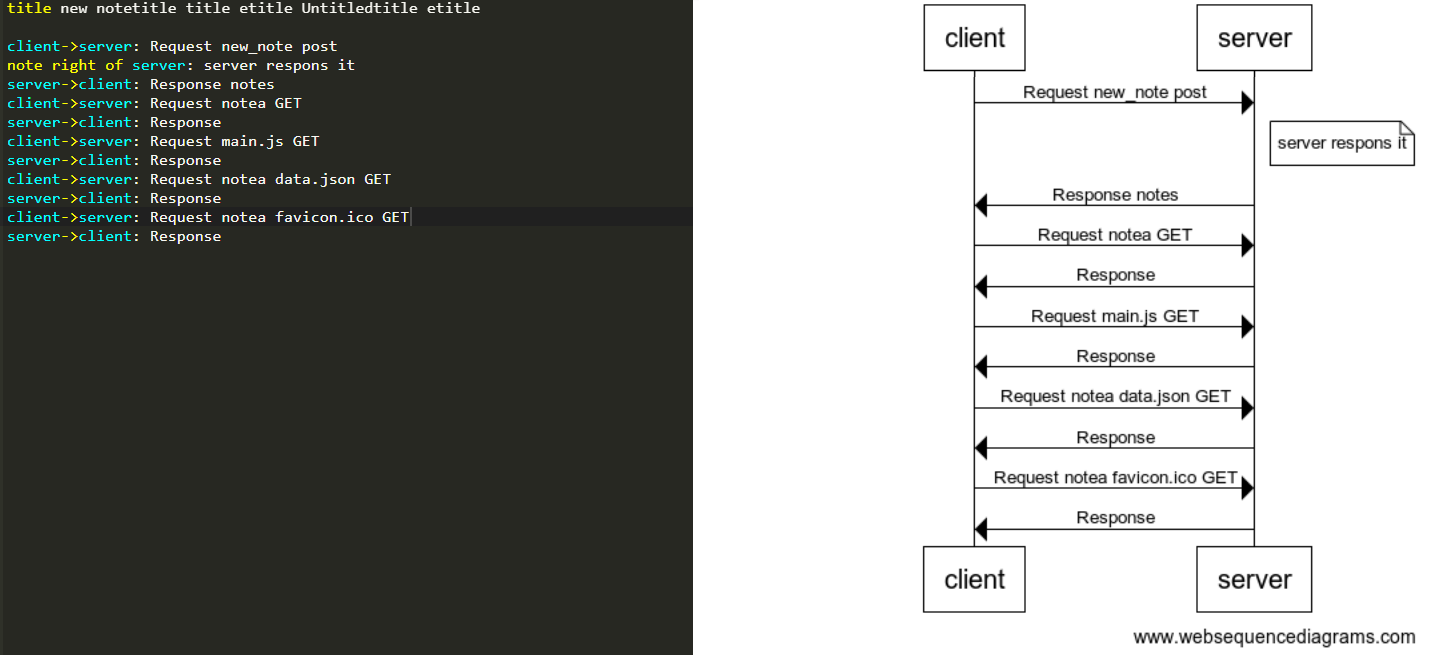 title new notetitle title etitle Untitledtitle etitle
client->server: Request new_note post
note right of server: server respons it
server->client: Response notes
client->server: Request notea GET
server->client: Response
client->server: Request main.js GET
server->client: Response
client->server: Request notea data.json GET
server->client: Response
client->server: Request notea favicon.ico GET
server->client: Response
client
server
Request new_note post
server respons it
Response notes
Request notea GET
Response
Request main.js GET
Response
Request notea data.json GET
Response
Request notea favicon.ico GET
Response
client
server
www.websequencediagrams.com